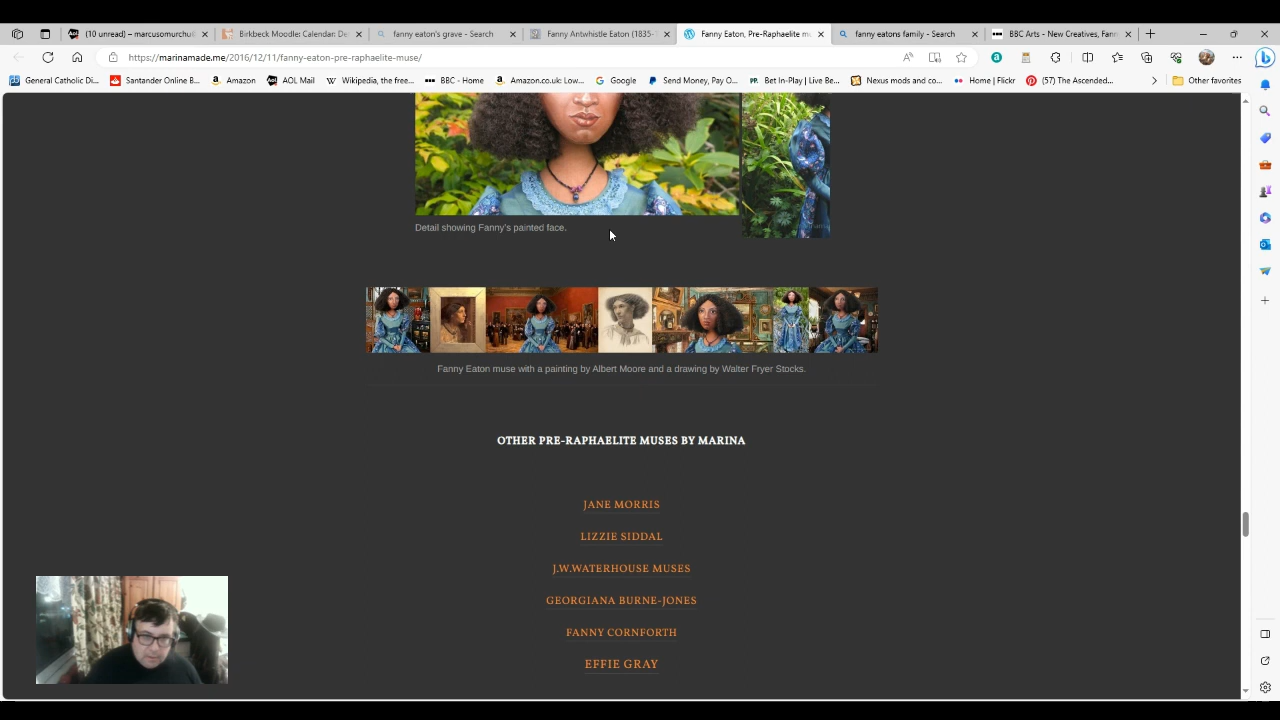 (10 unread) – marcusomurchu
Birkbeck Moodle: Calendar: De
fanny eaton's grave - Search
Fanny Antwhistle Eaton (1835-
Fanny Eaton, Pre-Raphaelite mu
fanny eatons family - Search
BBC Arts - New Creatives, Fann
https://marinamade.me/2016/12/11/fanny-eaton-pre-raphaelite-muse/
General Catholic Di...
Santander Online B...
Amazon
AOL Mail
Wikipedia, the free...
BBC - Home
Amazon.co.uk: Low...
Google
Send Money, Pay O...
Bet In-Play | Live Be...
Nexus mods and co...
Home | Flickr
(57) The Ascended...
Other favorites
Detail showing Fanny's painted face.
Fanny Eaton muse with a painting by Albert Moore and a drawing by Walter Fryer Stocks.
OTHER PRE-RAPHAELITE MUSES BY MARINA
JANE MORRIS
LIZZIE SIDDAL
J.W.WATERHOUSE MUSES
GEORGIANA BURNE-JONES
FANNY CORNFORTH
EFFIE GRAY